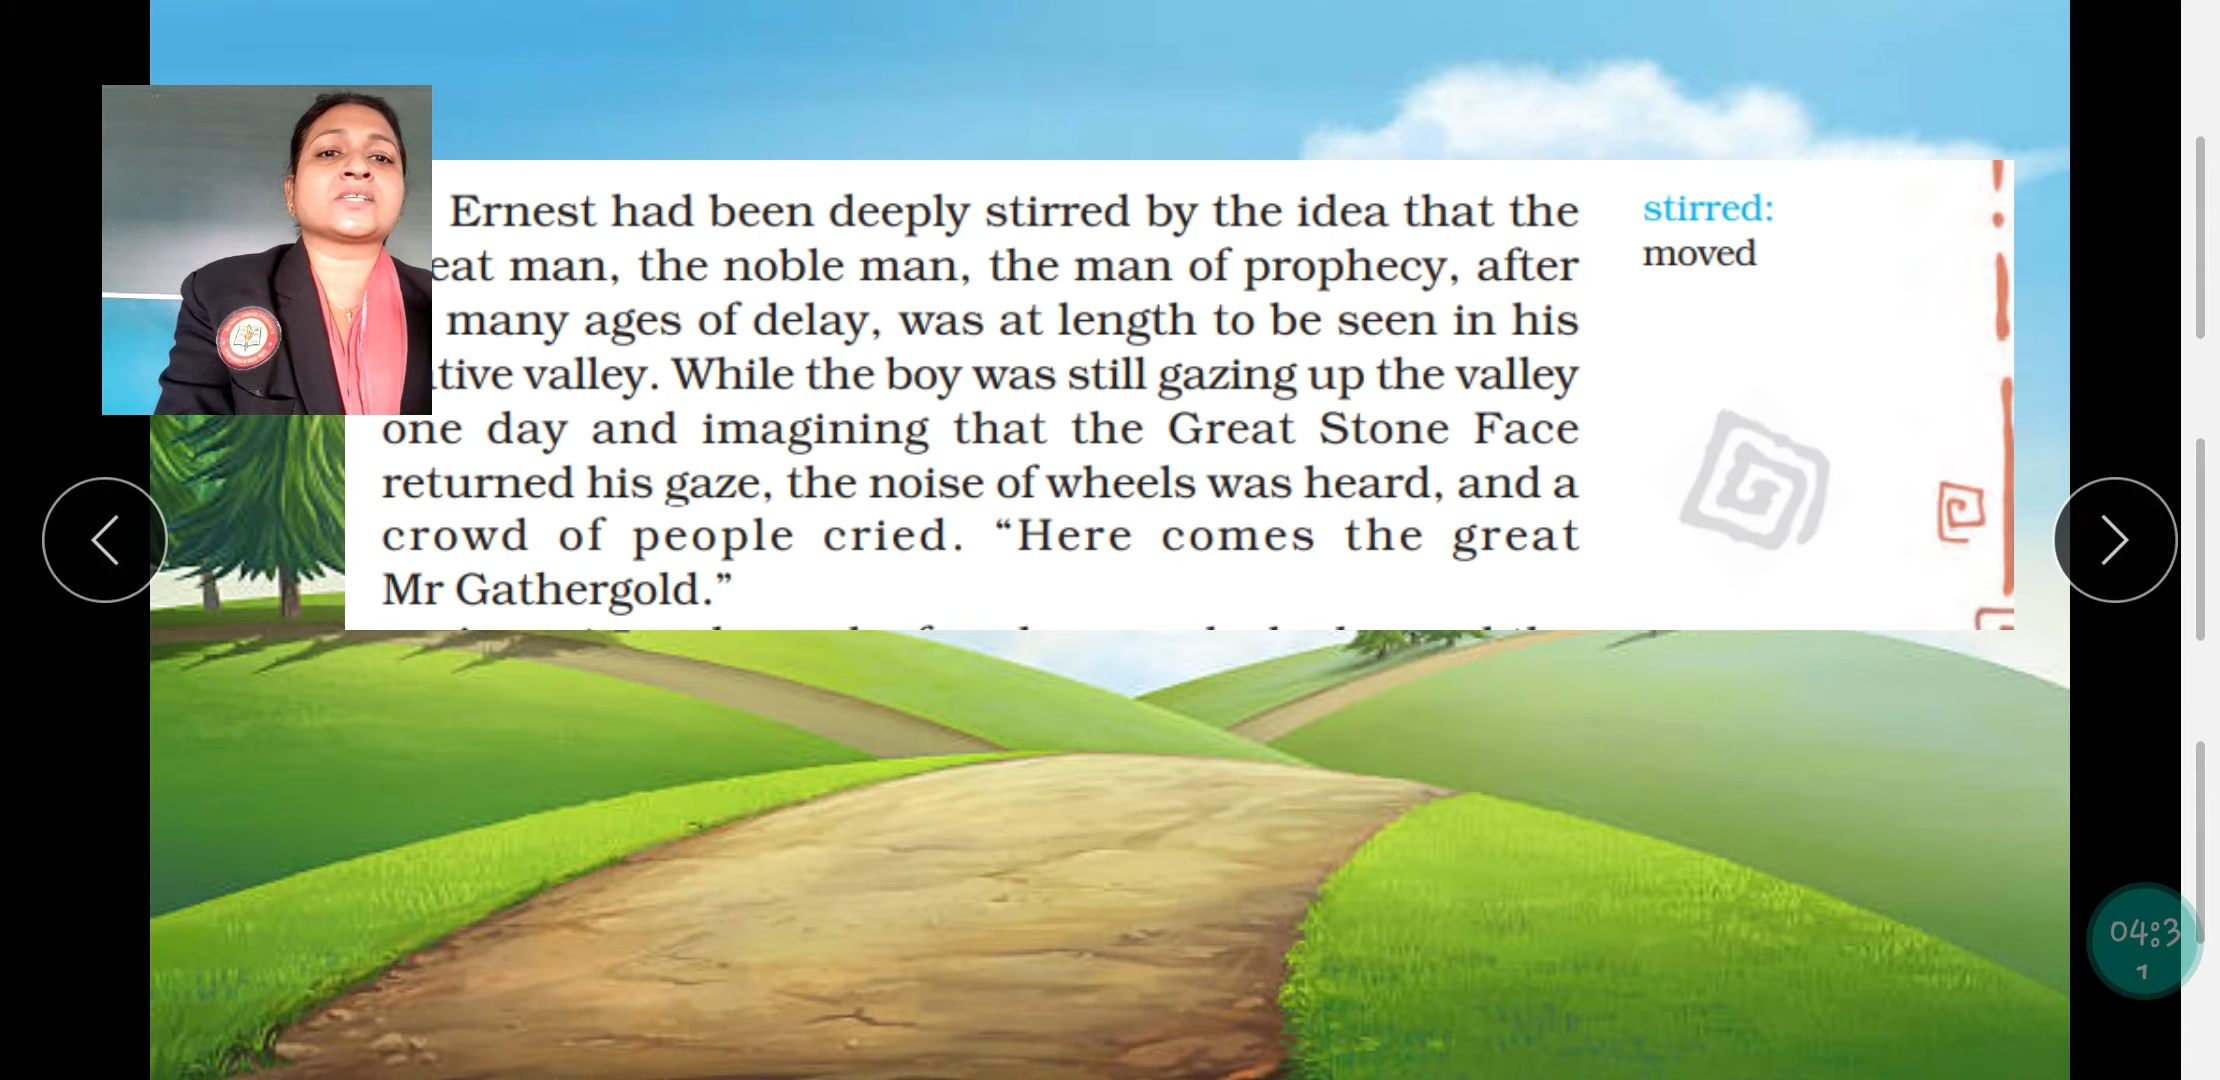 Ernest had been deeply stirred by the idea that the
eat man, the noble man, the man of prophecy, after
many ages of delay, was at length to be seen in his
tive valley. While the boy was still gazing up the valley
one day and imagining that the Great Stone Face
returned his gaze, the noise of wheels was heard, and a
crowd of people cried. “Here comes the great
Mr Gathergold.”
stirred:
moved
04:3
1